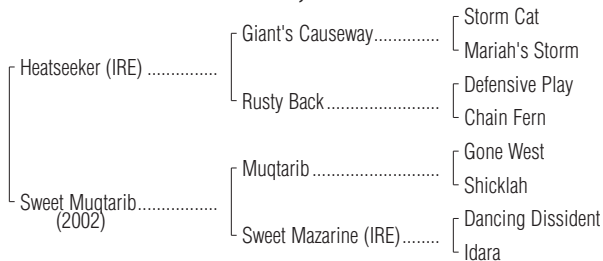 Storm Cat
Giant's Causeway..............
Mariah's Storm
Heatseeker (IRE) ...............
Defensive Play
Rusty Back........................
Chain Fern
Gone West
Muqtarib...........................
Shicklah
Sweet Muqtarib.................
(2002)
Dancing Dissident
Sweet Mazarine (IRE)........
Idara